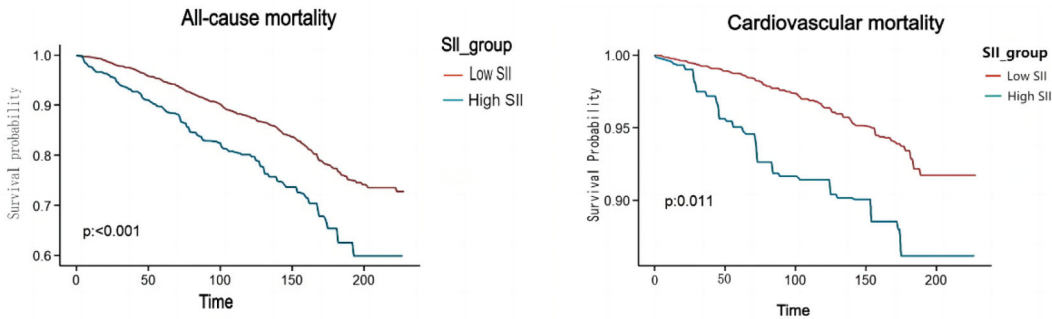 All-cause mortality
Survival probability
1.0
0.9
0.8
0.7
0.6
p:<0.001
0 50 100 150 200
Time
SII_group
Low SII
High SII
Cardiovascular mortality
Survival Probability
1.00
0.95
0.90
p:0.011
0 50 100 150 200
Time
SII_group
Low SII
High SII